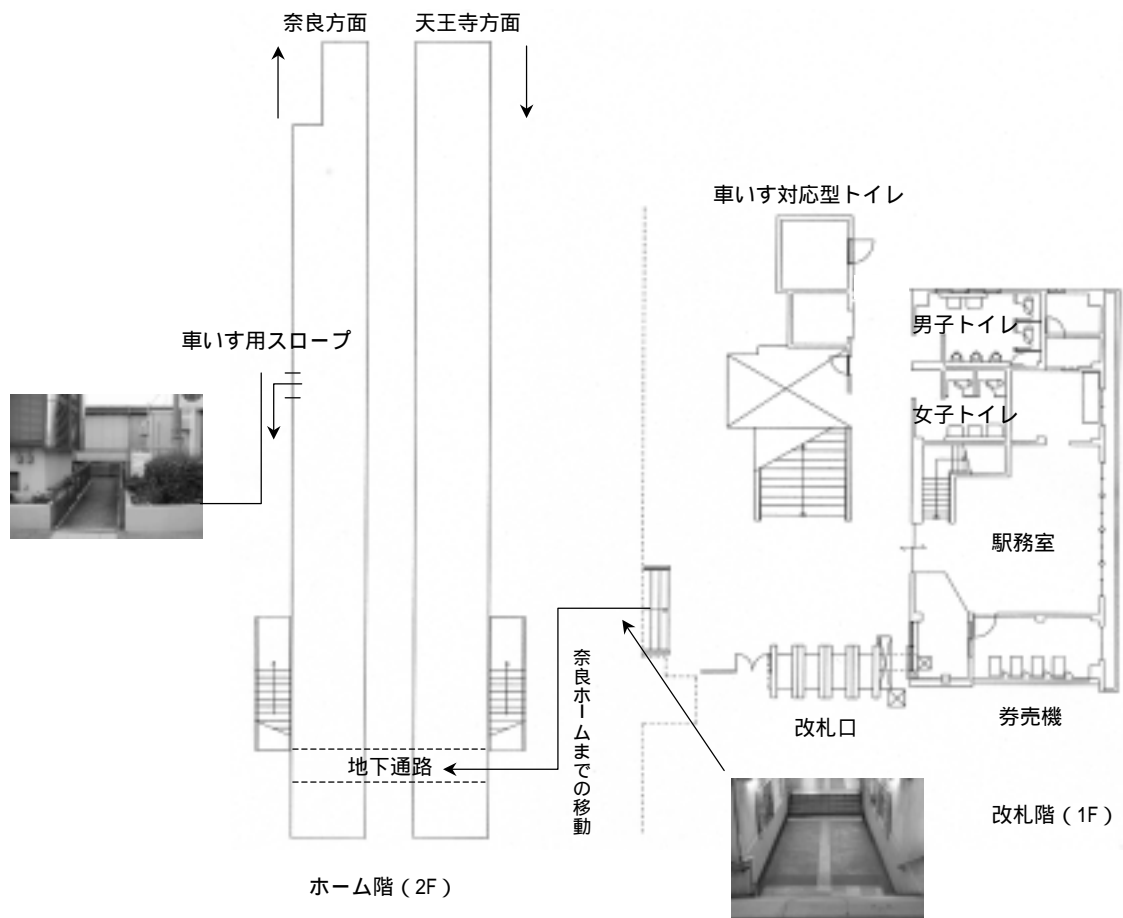 奈良方面
天王寺方面
車いす対応型トイレ
男子トイレ
車いす用スロープ
女子トイレ
駅務室
奈良ホームまでの移動
券売機
改札口
地下通路
改札階（1F）
ホーム階（2F）